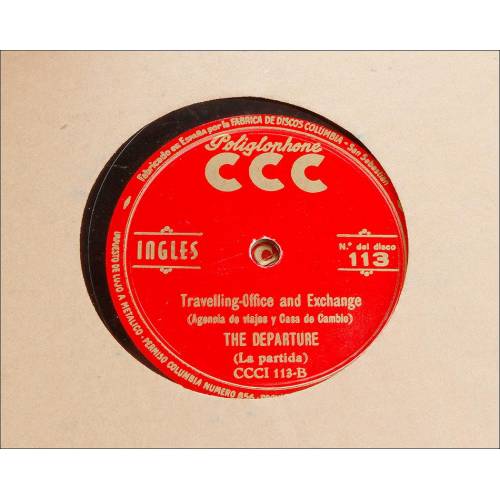 Fabricado en España por la FABRICA DE DISCOS COLUMBIA - San Sebastián
Poliglophone
CCC
INGLES
N.º del disco
113
Travelling-Office and Exchange
(Agencia de viajes y Casa de Cambio)
THE DEPARTURE
(La partida)
CCCI 113-B
IMPUESTO DE LUJO A METALICO - PERMISO COLUMBIA NUMERO 854 -